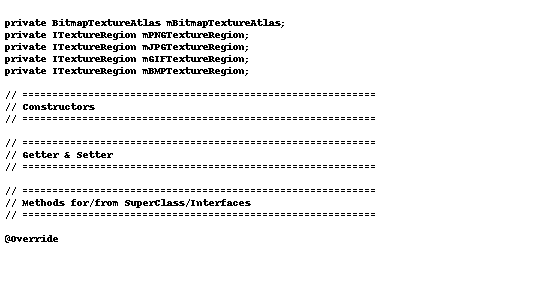 private BitmapTextureAtlas mBitmapTextureAtlas;
private ITextureRegion mPNGTextureRegion;
private ITextureRegion mJPGTextureRegion;
private ITextureRegion mGIFTextureRegion;
private ITextureRegion mBMPTextureRegion;
// ===========================================================
// Constructors
// ===========================================================
// ===========================================================
// Getter & Setter
// ===========================================================
// ===========================================================
// Methods for/from SuperClass/Interfaces
// ===========================================================
@Override